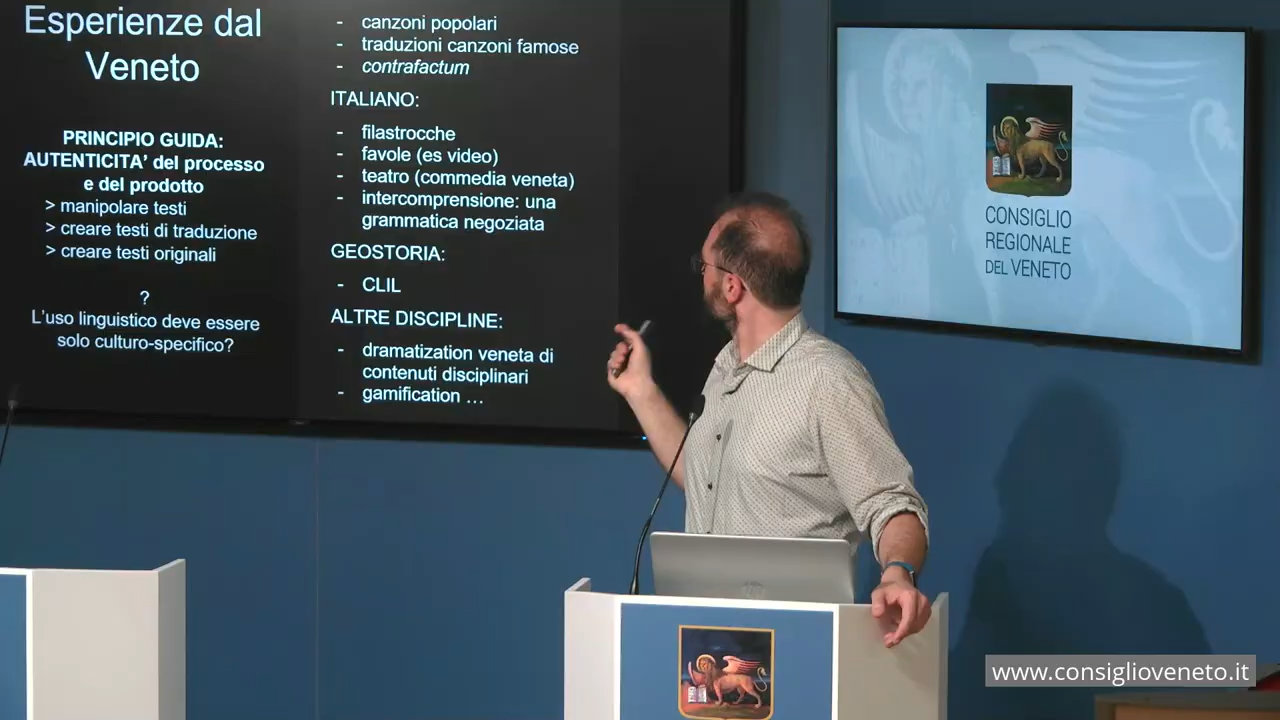 Esperienze dal
Veneto
PRINCIPIO GUIDA:
AUTENTICITA' del processo
e del prodotto
> manipolare testi
> creare testi di traduzione
> creare testi originali
?
L'uso linguistico deve essere
solo culturo-specifico?
- canzoni popolari
- traduzioni canzoni famose
- contrafactum
ITALIANO:
- filastrocche
- favole (es video)
- teatro (commedia veneta)
- intercomprensione: una
grammatica negoziata
GEOSTORIA:
- CLIL
ALTRE DISCIPLINE:
- dramatization veneta di
contenuti disciplinari
- gamification ...
CONSIGLIO
REGIONALE
DEL VENETO
www.consiglioveneto.it